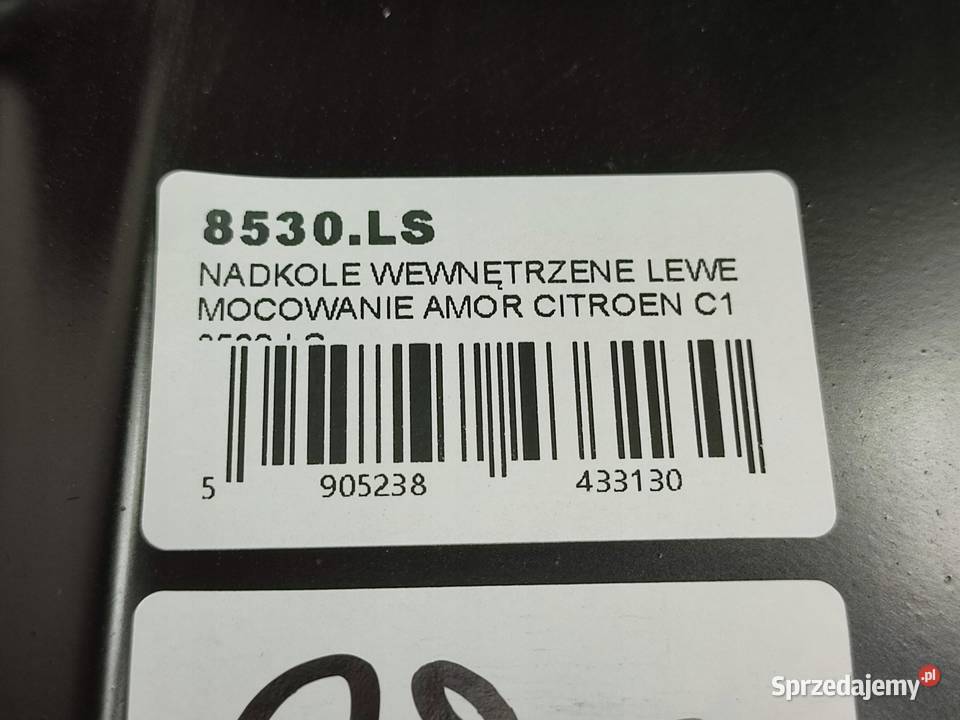 8530.LS
NADKOLE WEWNĘTRZENE LEWE
MOCOWANIE AMOR CITROEN C1
5 905238 433130
Sprzedajemy.pl